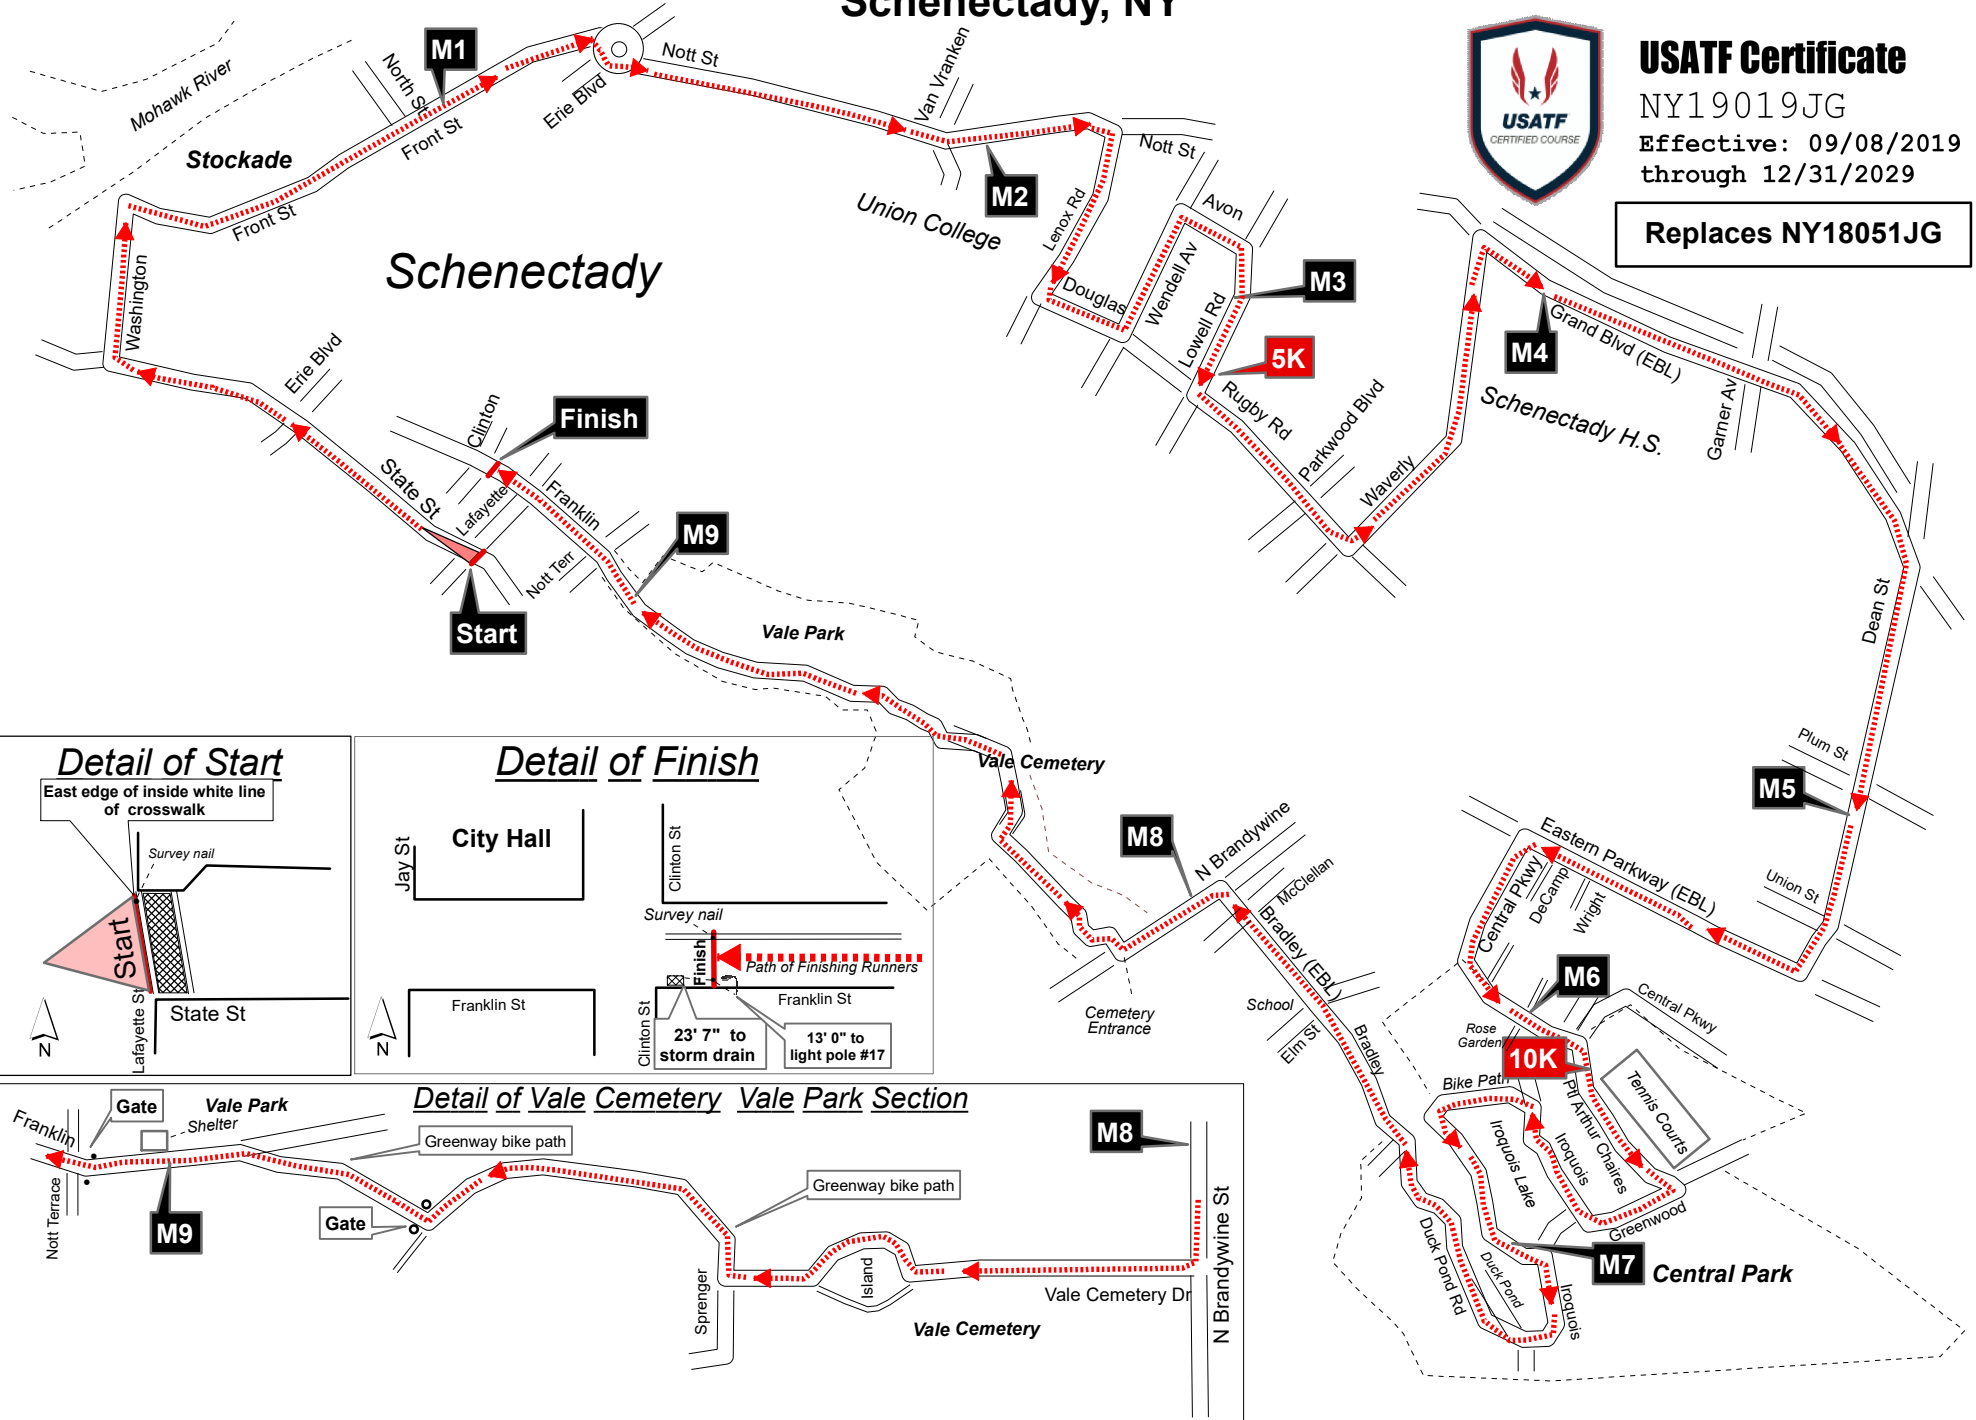 Schenectady, NY
USATF Certificate
NY19019JG
Effective: 09/08/2019
through 12/31/2029
USATF
CERTIFIED COURSE
Replaces NY18051JG
Mohawk River
Stockade
North St
M1
Front St
Front St
Erie Blvd
Nott St
Van Vranken
M2
Nott St
Union College
Lenox Rd
Douglas
Wendell Av
Avon
Lowell Rd
M3
5K
Rugby Rd
Parkwood Blvd
Waverly
M4
Grand Blvd (EBL)
Garner Av
Schenectady H.S.
Schenectady
Washington
Erie Blvd
State St
Clinton
Finish
Lafayette
Franklin
Nott Terr
Start
M9
Vale Park
Vale Cemetery
Dean St
Plum St
M5
Union St
Eastern Parkway (EBL)
Central Pkwy
DeCamp
Wright
M6
Rose
Garden
10K
Central Pkwy
Tennis Courts
Ptl Arthur Chaires
Bike Path
Iroquois Lake
Iroquois
Greenwood
M7
Central Park
Duck Pond
Iroquois
Duck Pond Rd
Bradley
Elm St
School
Bradley (EBL)
McClellan
N Brandywine
M8
Cemetery
Entrance
Detail of Start
East edge of inside white line
of crosswalk
Survey nail
Start
Lafayette St
State St
N
Detail of Finish
Jay St
City Hall
Clinton St
Survey nail
Finish
Path of Finishing Runners
Franklin St
Franklin St
Clinton St
23' 7" to
storm drain
13' 0" to
light pole #17
N
Detail of Vale Cemetery Vale Park Section
Franklin
Gate
Vale Park
Shelter
Greenway bike path
Nott Terrace
M9
Gate
Greenway bike path
Sprenger
Island
Vale Cemetery
Vale Cemetery Dr
M8
N Brandywine St